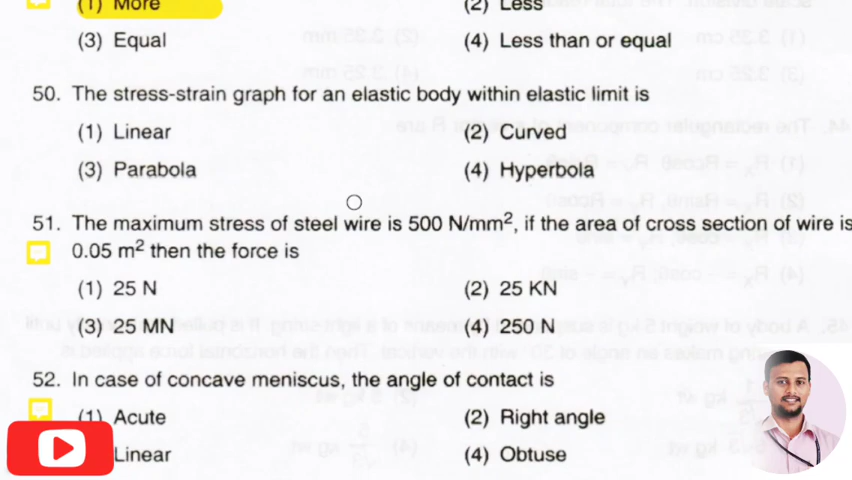 (1) More (2) Less
(3) Equal (4) Less than or equal
50. The stress-strain graph for an elastic body within elastic limit is
(1) Linear (2) Curved
(3) Parabola (4) Hyperbola
51. The maximum stress of steel wire is 500 N/mm², if the area of cross section of wire is
0.05 m² then the force is
(1) 25 N (2) 25 KN
(3) 25 MN (4) 250 N
52. In case of concave meniscus, the angle of contact is
(1) Acute (2) Right angle
Linear (4) Obtuse